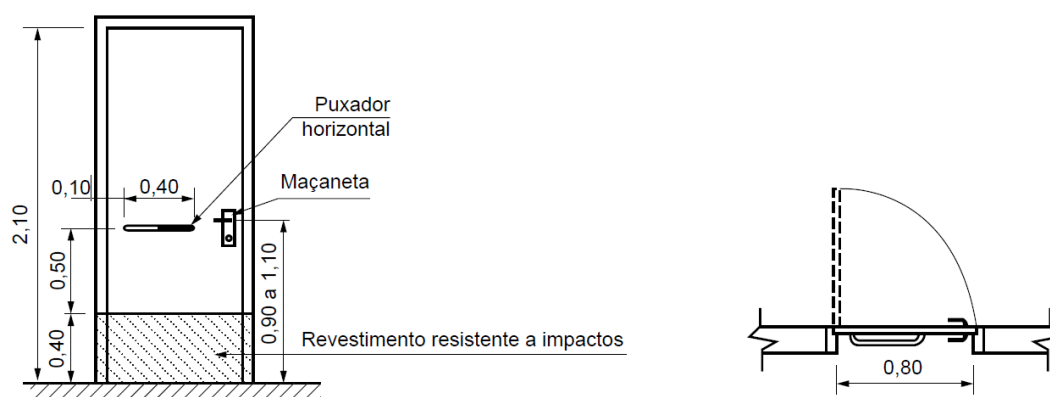 Puxador
horizontal
0,10
0,40
Maçaneta
2,10
0,50
0,90 a 1,10
0,40
Revestimento resistente a impactos
0,80